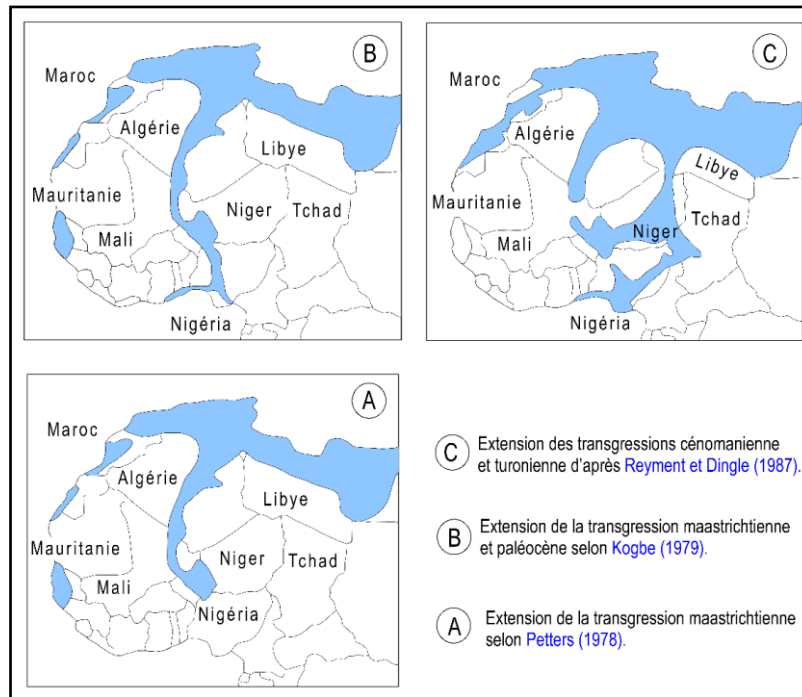 B
Maroc
Algérie
Libye
Mauritanie
Niger
Tchad
Mali
Nigéria
C
Maroc
Algérie
Libye
Mauritanie
Tchad
Niger
Mali
Nigéria
A
Maroc
Algérie
Libye
Mauritanie
Niger
Tchad
Mali
Nigéria
C Extension des transgressions cénomanienne
et turonienne d'après Reyment et Dingle (1987).
B Extension de la transgression maastrichtienne
et paléocène selon Kogbe (1979).
A Extension de la transgression maastrichtienne
selon Petters (1978).